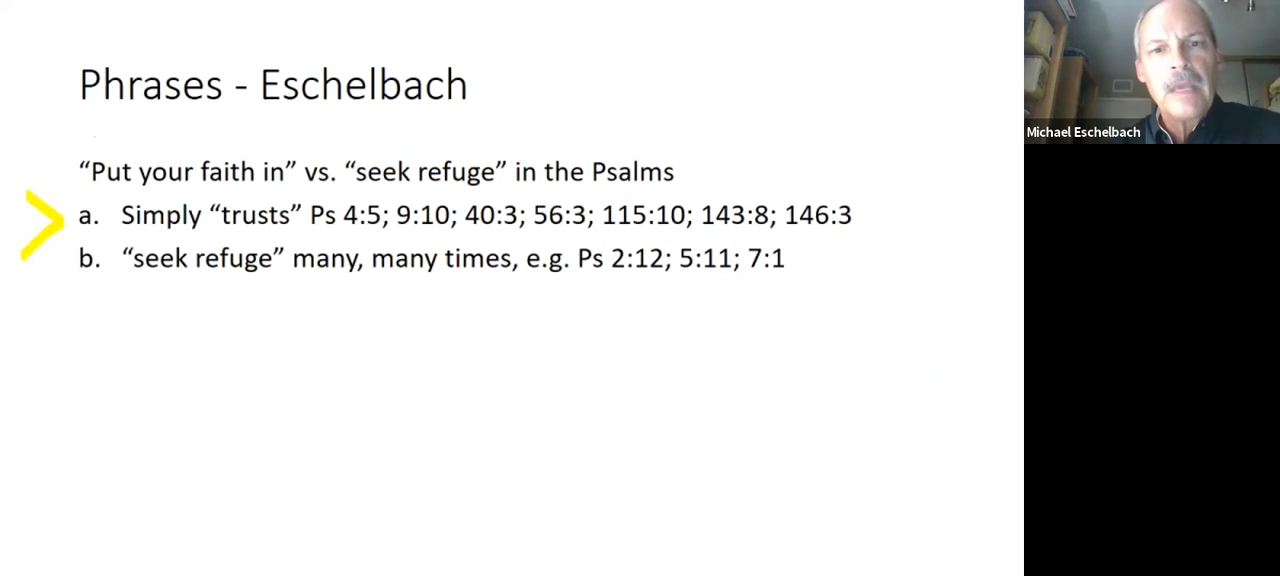 Phrases - Eschelbach
“Put your faith in” vs. “seek refuge” in the Psalms
a. Simply “trusts” Ps 4:5; 9:10; 40:3; 56:3; 115:10; 143:8; 146:3
b. “seek refuge” many, many times, e.g. Ps 2:12; 5:11; 7:1
Michael Eschelbach